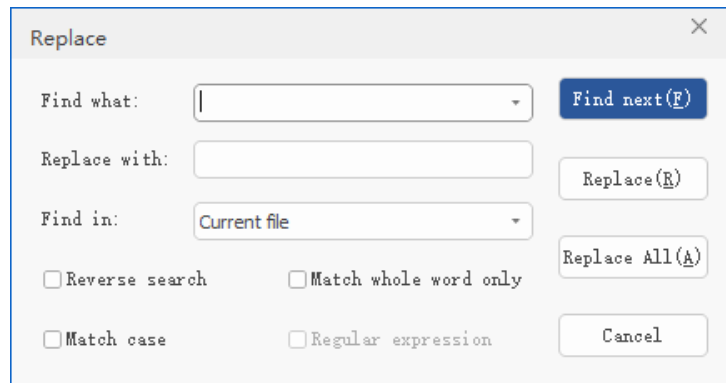 Replace
Find what:
Find next(F)
Replace with:
Replace(R)
Find in:
Current file
Replace All(A)
Reverse search
Match whole word only
Match case
Regular expression
Cancel